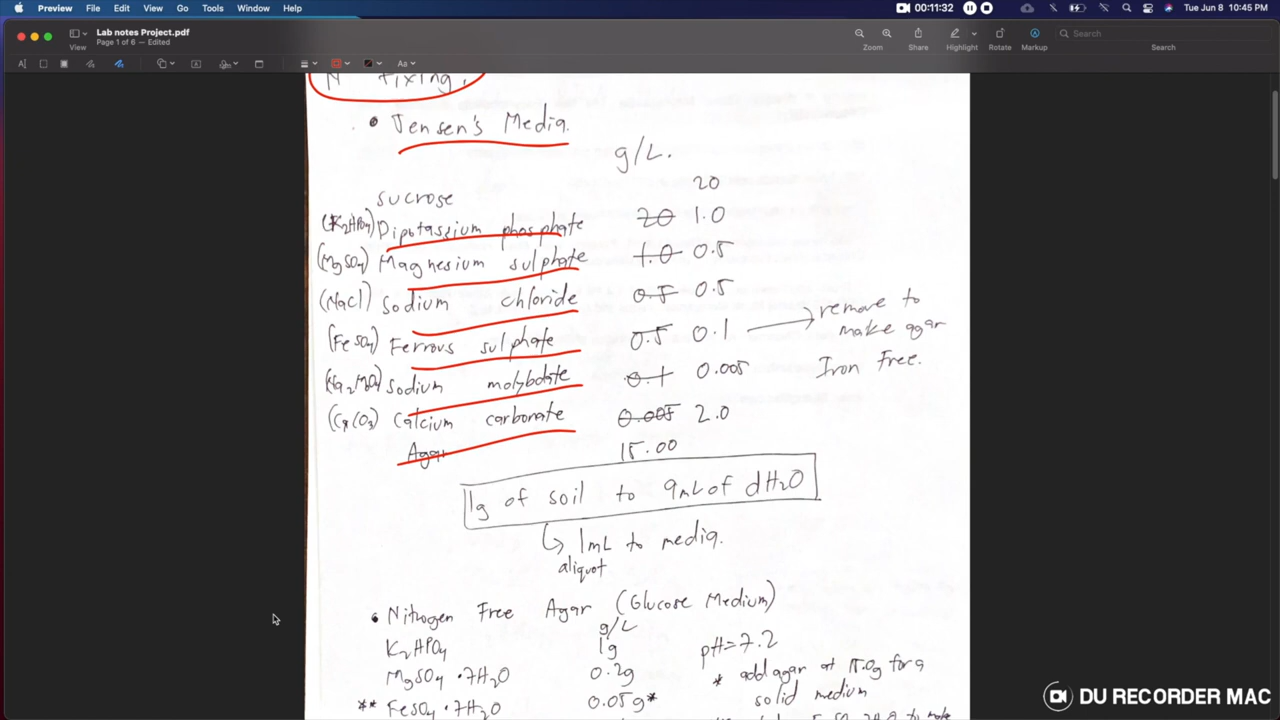 Preview File Edit View Go Tools Window Help 00:11:32 Tue Jun 8 10:45 PM
Lab notes Project.pdf
Page 1 of 6 — Edited
View Zoom Share Highlight Rotate Markup Search
Search
N fixing.
• Jensen's Media.
g/L.
sucrose 20
(K2HPO4) Dipotassium phosphate 20 1.0
(MgSO4) Magnesium sulphate 1.0 0.5
(NaCl) Sodium chloride 0.5 0.5
(FeSO4) Ferrous sulphate 0.5 0.1 → remove to
make agar
Iron Free.
(Na2MO4) Sodium molybdate 0.1 0.005
(CaCO3) Calcium carbonate 0.005 2.0
Agar 15.00
1g of soil to 9mL of dH2O
↳ 1mL to media.
aliquot
• Nitrogen Free Agar (Glucose Medium)
g/L
K2HPO4 1g pH=7.2
MgSO4 • 7H2O 0.2g * add agar at 15.0g for a
solid medium
** FeSO4 • 7H2O 0.05g*
DU RECORDER MAC